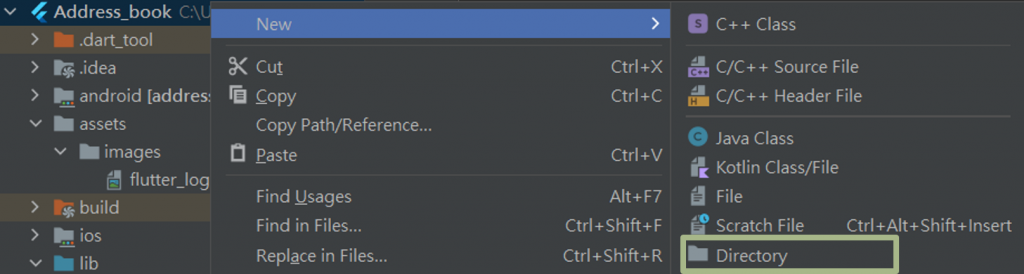 Address_book C:\U
.dart_tool
.idea
android [address
assets
images
flutter_log
build
ios
lib
New
Cut Ctrl+X
Copy Ctrl+C
Copy Path/Reference...
Paste Ctrl+V
Find Usages Alt+F7
Find in Files... Ctrl+Shift+F
Replace in Files... Ctrl+Shift+R
S C++ Class
C++ C/C++ Source File
H C/C++ Header File
C Java Class
Kotlin Class/File
File
Scratch File Ctrl+Alt+Shift+Insert
Directory